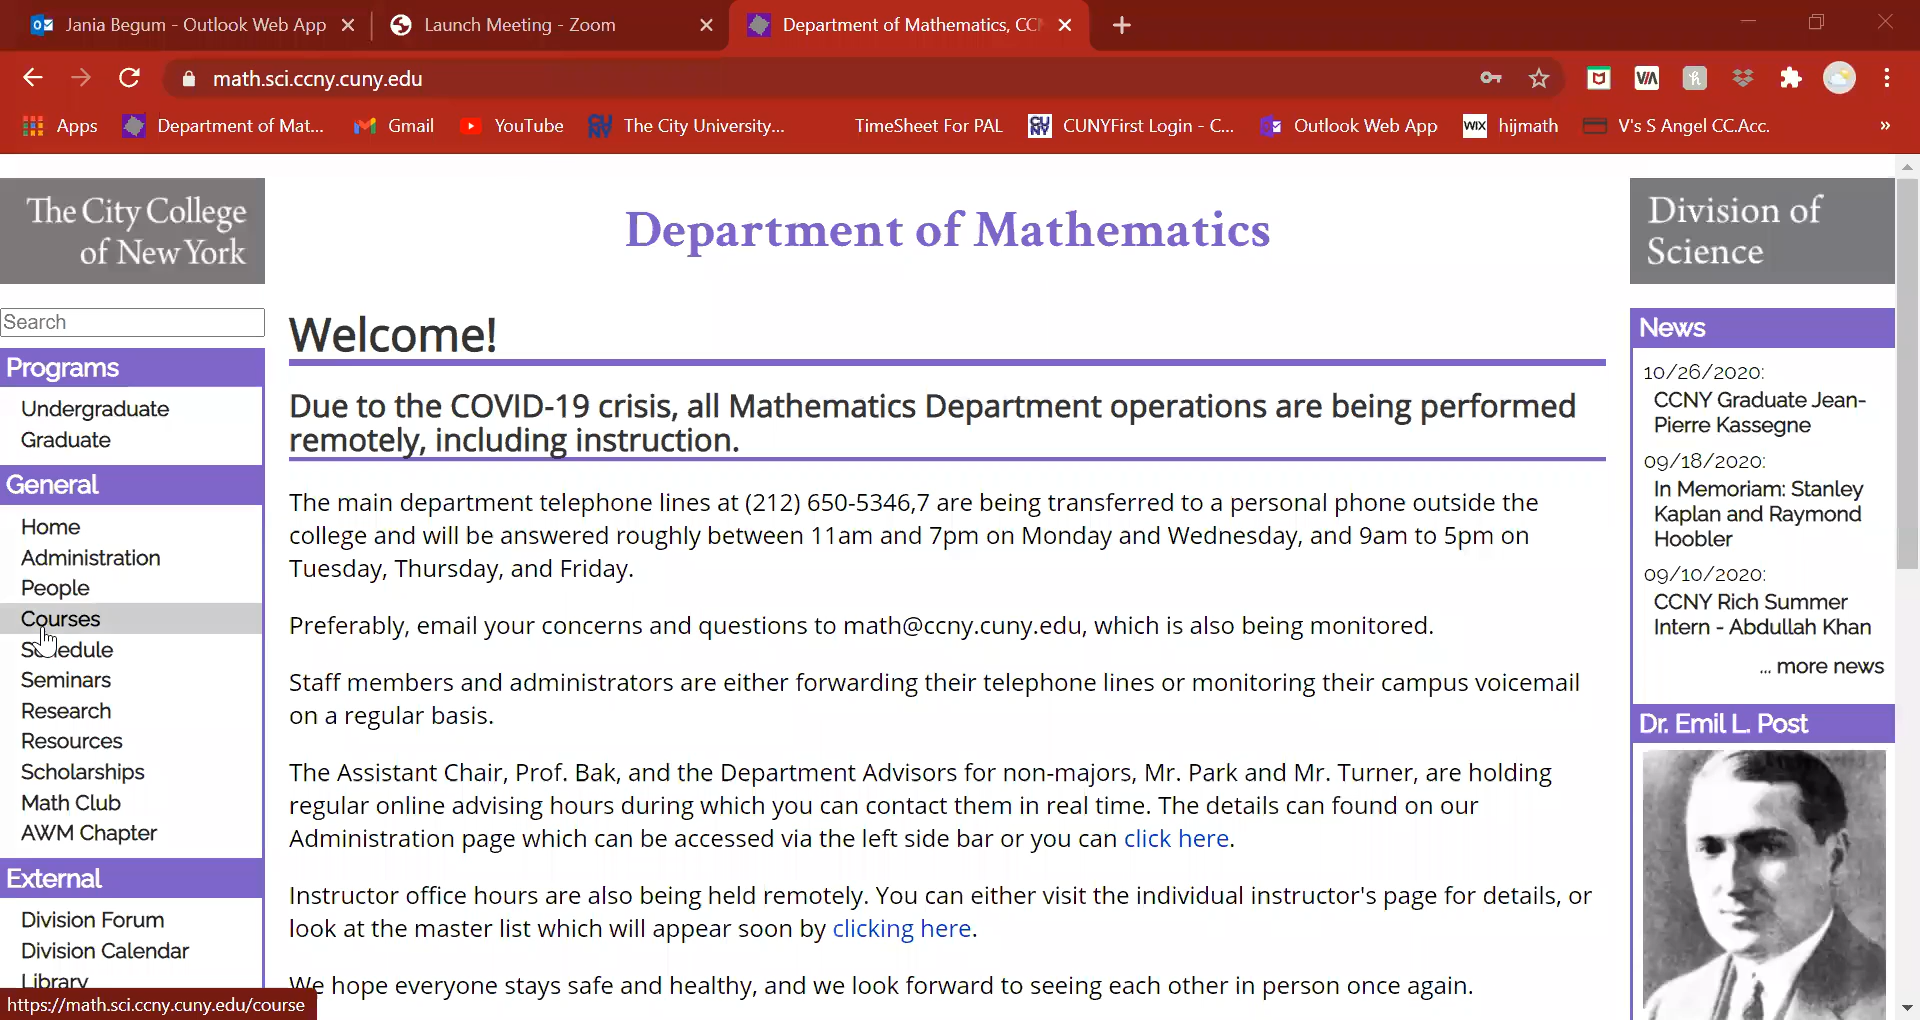 Jania Begum - Outlook Web App
Launch Meeting - Zoom
Department of Mathematics, CC
math.sci.ccny.cuny.edu
Apps
Department of Mat...
Gmail
YouTube
The City University...
TimeSheet For PAL
CUNYFirst Login - C...
Outlook Web App
WIX
hijmath
V's S Angel CC.Acc.
»
The City College
of New York
Department of Mathematics
Division of
Science
Search
Programs
Undergraduate
Graduate
General
Home
Administration
People
Courses
Schedule
Seminars
Research
Resources
Scholarships
Math Club
AWM Chapter
External
Division Forum
Division Calendar
Library
https://math.sci.ccny.cuny.edu/course
Welcome!
Due to the COVID-19 crisis, all Mathematics Department operations are being performed
remotely, including instruction.
The main department telephone lines at (212) 650-5346,7 are being transferred to a personal phone outside the
college and will be answered roughly between 11am and 7pm on Monday and Wednesday, and 9am to 5pm on
Tuesday, Thursday, and Friday.
Preferably, email your concerns and questions to math@ccny.cuny.edu, which is also being monitored.
Staff members and administrators are either forwarding their telephone lines or monitoring their campus voicemail
on a regular basis.
The Assistant Chair, Prof. Bak, and the Department Advisors for non-majors, Mr. Park and Mr. Turner, are holding
regular online advising hours during which you can contact them in real time. The details can found on our
Administration page which can be accessed via the left side bar or you can click here.
Instructor office hours are also being held remotely. You can either visit the individual instructor's page for details, or
look at the master list which will appear soon by clicking here.
We hope everyone stays safe and healthy, and we look forward to seeing each other in person once again.
News
10/26/2020:
CCNY Graduate Jean-
Pierre Kassegne
09/18/2020:
In Memoriam: Stanley
Kaplan and Raymond
Hoobler
09/10/2020:
CCNY Rich Summer
Intern - Abdullah Khan
... more news
Dr. Emil L. Post